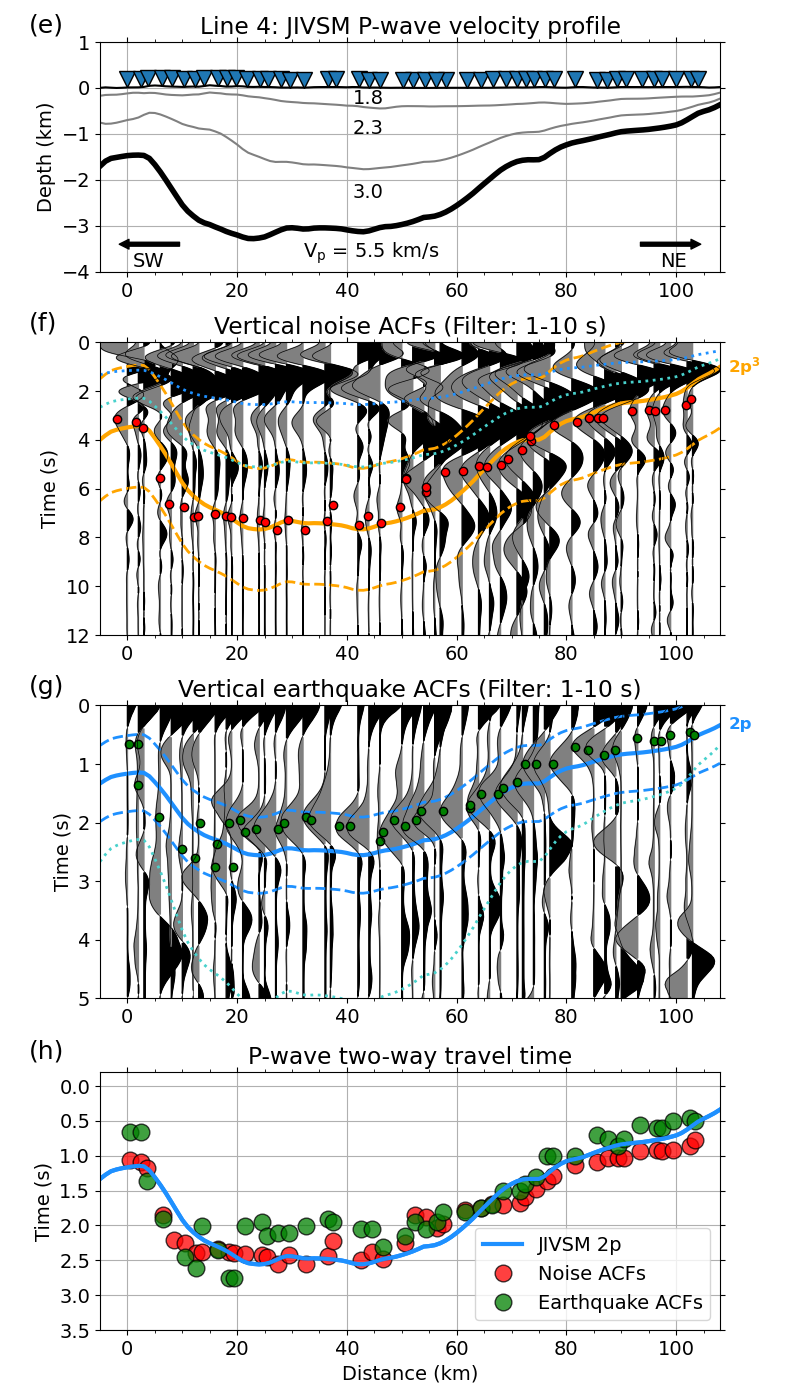 (e)
Line 4: JIVSM P-wave velocity profile
1
0
−1
−2
−3
−4
Depth (km)
1.8
2.3
3.0
Vp = 5.5 km/s
SW
NE
0 20 40 60 80 100
(f)
Vertical noise ACFs (Filter: 1-10 s)
0
2
4
6
8
10
12
Time (s)
2p³
0 20 40 60 80 100
(g)
Vertical earthquake ACFs (Filter: 1-10 s)
0
1
2
3
4
5
Time (s)
2p
0 20 40 60 80 100
(h)
P-wave two-way travel time
0.0
0.5
1.0
1.5
2.0
2.5
3.0
3.5
Time (s)
JIVSM 2p
Noise ACFs
Earthquake ACFs
0 20 40 60 80 100
Distance (km)